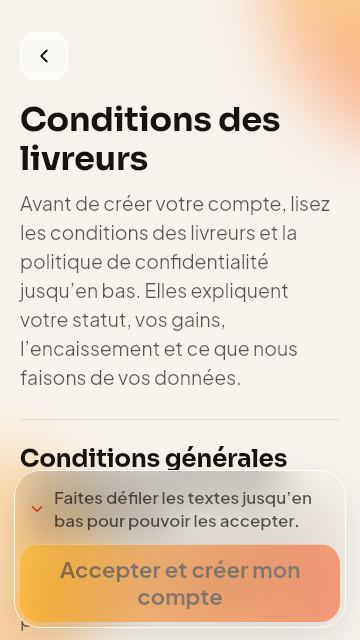 Conditions des
livreurs
Avant de créer votre compte, lisez
les conditions des livreurs et la
politique de confidentialité
jusqu’en bas. Elles expliquent
votre statut, vos gains,
l’encaissement et ce que nous
faisons de vos données.
Conditions générales
Faites défiler les textes jusqu’en
bas pour pouvoir les accepter.
Accepter et créer mon
compte